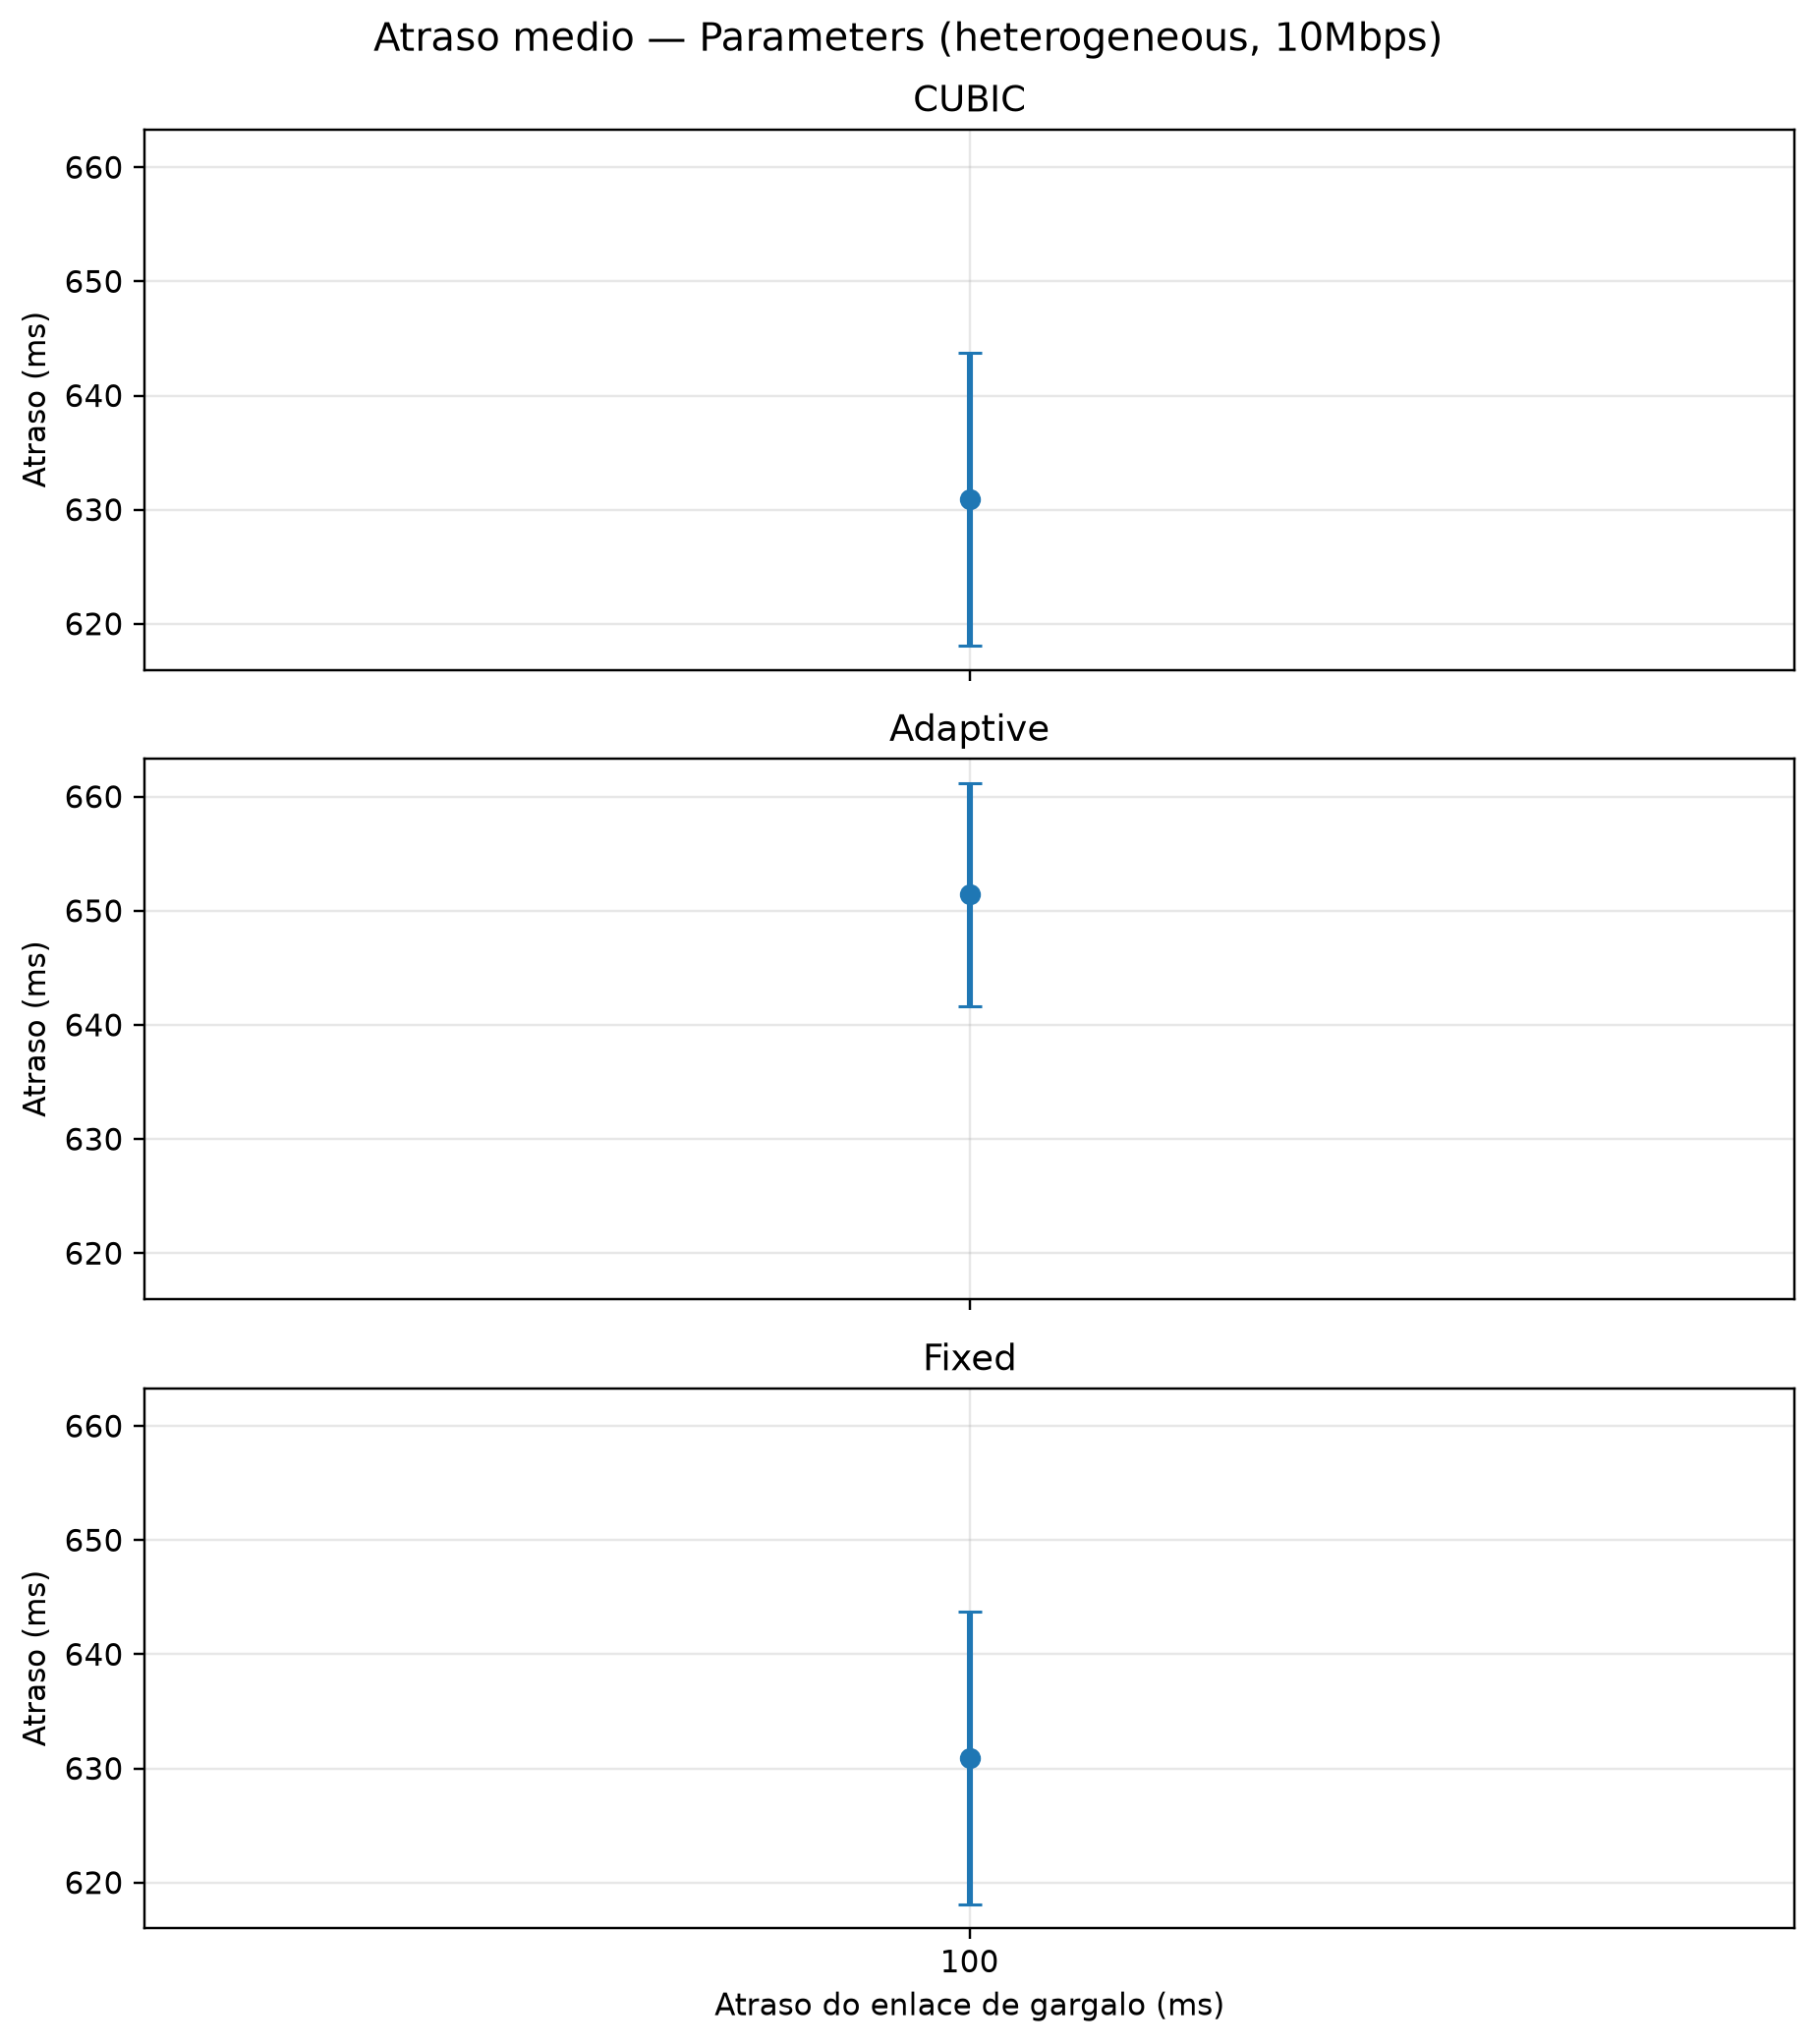 Atraso medio — Parameters (heterogeneous, 10Mbps)
CUBIC
660
650
640
630
620
Atraso (ms)
Adaptive
660
650
640
630
620
Atraso (ms)
Fixed
660
650
640
630
620
Atraso (ms)
100
Atraso do enlace de gargalo (ms)